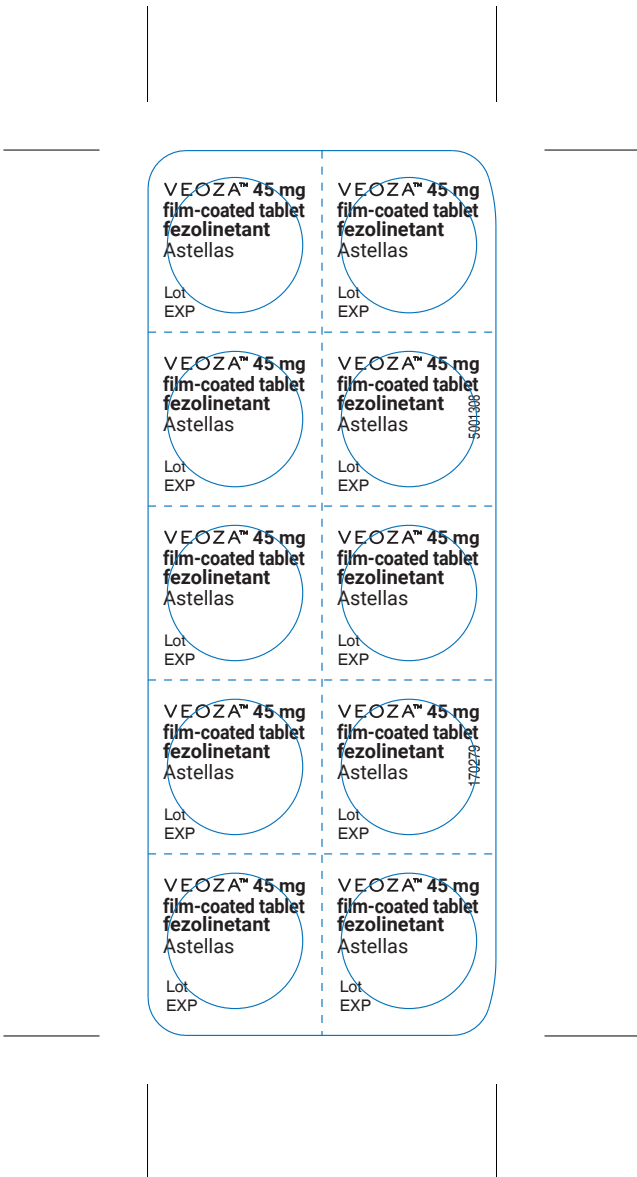 VEOZA™ 45 mg
film-coated tablet
fezolinetant
Astellas
Lot
EXP
VEOZA™ 45 mg
film-coated tablet
fezolinetant
Astellas
Lot
EXP
VEOZA™ 45 mg
film-coated tablet
fezolinetant
Astellas
Lot
EXP
VEOZA™ 45 mg
film-coated tablet
fezolinetant
Astellas
Lot
EXP
5001308
VEOZA™ 45 mg
film-coated tablet
fezolinetant
Astellas
Lot
EXP
VEOZA™ 45 mg
film-coated tablet
fezolinetant
Astellas
Lot
EXP
VEOZA™ 45 mg
film-coated tablet
fezolinetant
Astellas
Lot
EXP
VEOZA™ 45 mg
film-coated tablet
fezolinetant
Astellas
Lot
EXP
170279
VEOZA™ 45 mg
film-coated tablet
fezolinetant
Astellas
Lot
EXP
VEOZA™ 45 mg
film-coated tablet
fezolinetant
Astellas
Lot
EXP